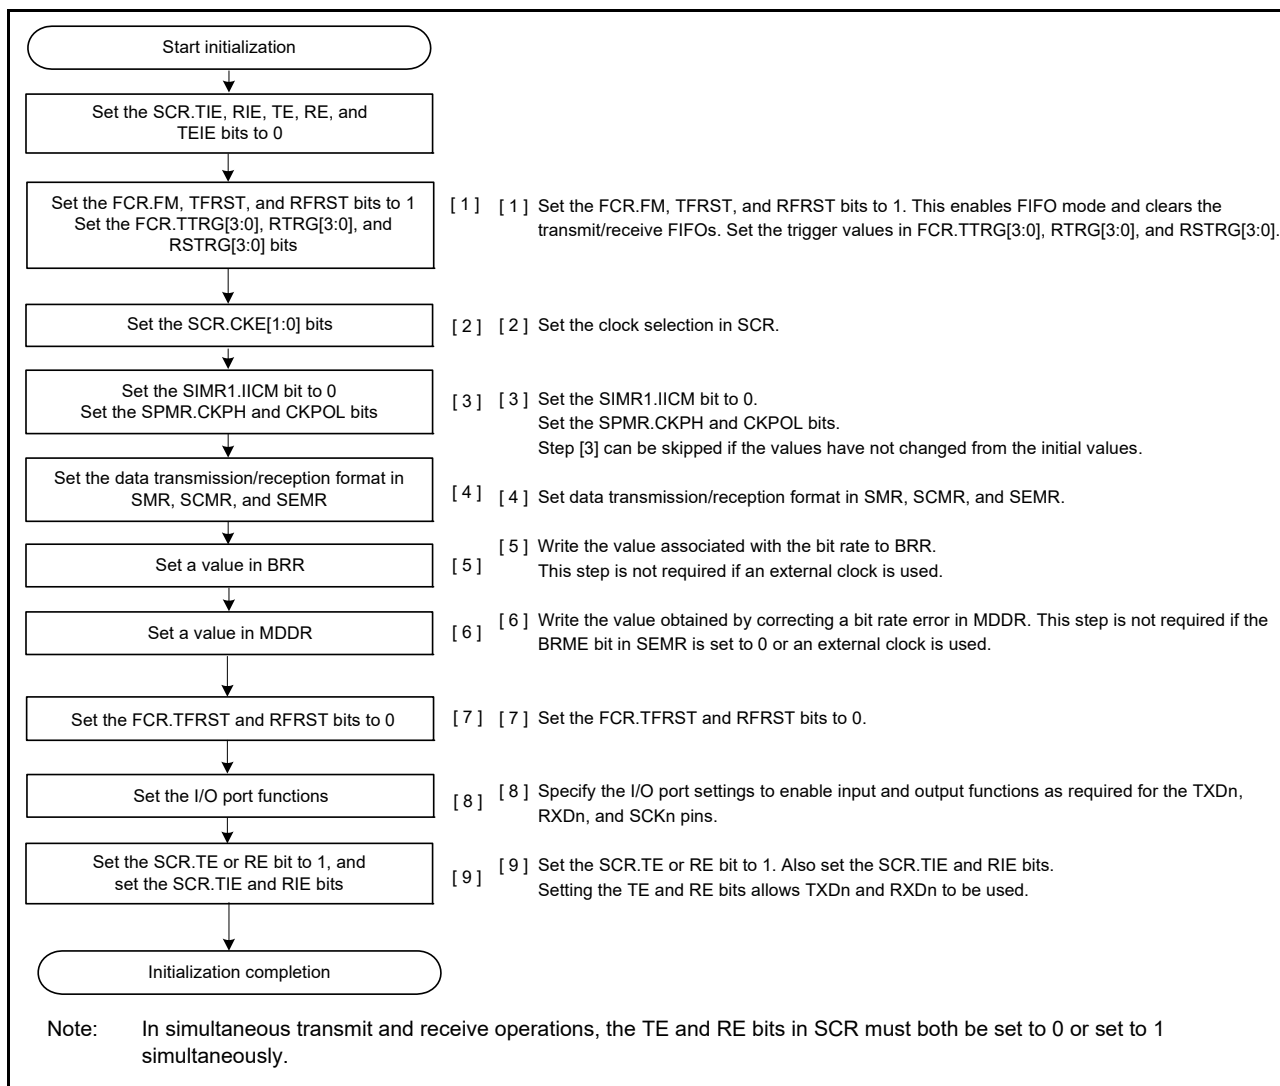 Start initialization
Set the SCR.TIE, RIE, TE, RE, and
TEIE bits to 0
Set the FCR.FM, TFRST, and RFRST bits to 1
Set the FCR.TTRG[3:0], RTRG[3:0], and
RSTRG[3:0] bits
[ 1 ]
[ 1 ] Set the FCR.FM, TFRST, and RFRST bits to 1. This enables FIFO mode and clears the
transmit/receive FIFOs. Set the trigger values in FCR.TTRG[3:0], RTRG[3:0], and RSTRG[3:0].
Set the SCR.CKE[1:0] bits
[ 2 ]
[ 2 ] Set the clock selection in SCR.
Set the SIMR1.IICM bit to 0
Set the SPMR.CKPH and CKPOL bits
[ 3 ]
[ 3 ] Set the SIMR1.IICM bit to 0.
Set the SPMR.CKPH and CKPOL bits.
Step [3] can be skipped if the values have not changed from the initial values.
Set the data transmission/reception format in
SMR, SCMR, and SEMR
[ 4 ]
[ 4 ] Set data transmission/reception format in SMR, SCMR, and SEMR.
Set a value in BRR
[ 5 ]
[ 5 ] Write the value associated with the bit rate to BRR.
This step is not required if an external clock is used.
Set a value in MDDR
[ 6 ]
[ 6 ] Write the value obtained by correcting a bit rate error in MDDR. This step is not required if the
BRME bit in SEMR is set to 0 or an external clock is used.
Set the FCR.TFRST and RFRST bits to 0
[ 7 ]
[ 7 ] Set the FCR.TFRST and RFRST bits to 0.
Set the I/O port functions
[ 8 ]
[ 8 ] Specify the I/O port settings to enable input and output functions as required for the TXDn,
RXDn, and SCKn pins.
Set the SCR.TE or RE bit to 1, and
set the SCR.TIE and RIE bits
[ 9 ]
[ 9 ] Set the SCR.TE or RE bit to 1. Also set the SCR.TIE and RIE bits.
Setting the TE and RE bits allows TXDn and RXDn to be used.
Initialization completion
Note: In simultaneous transmit and receive operations, the TE and RE bits in SCR must both be set to 0 or set to 1
simultaneously.